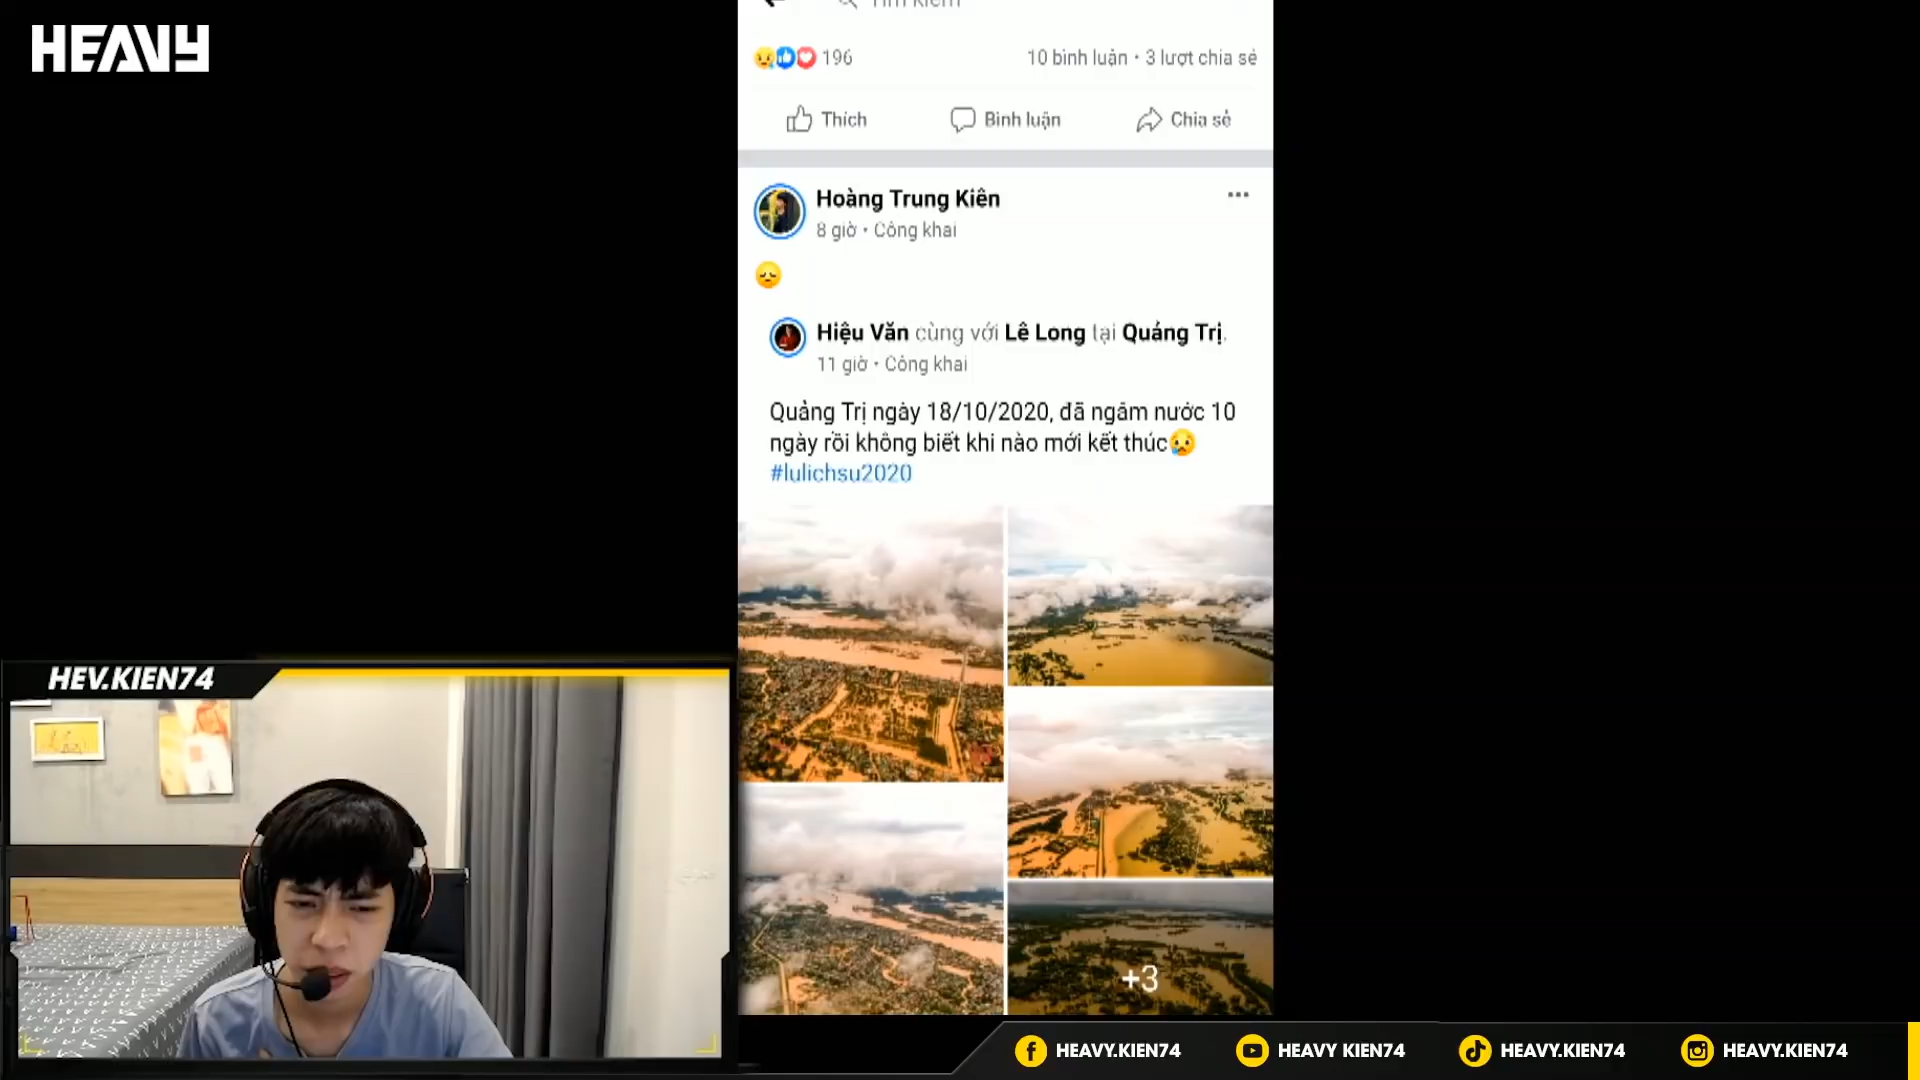 HEAVY
Tìm kiếm
196
10 bình luận • 3 lượt chia sẻ
Thích
Bình luận
Chia sẻ
Hoàng Trung Kiên
8 giờ • Công khai
Hiệu Văn cùng với Lê Long tại Quảng Trị.
11 giờ • Công khai
Quảng Trị ngày 18/10/2020, đã ngâm nước 10
ngày rồi không biết khi nào mới kết thúc😢
#lulichsu2020
+3
HEV.KIEN74
HEAVY.KIEN74
HEAVY KIEN74
HEAVY.KIEN74
HEAVY.KIEN74